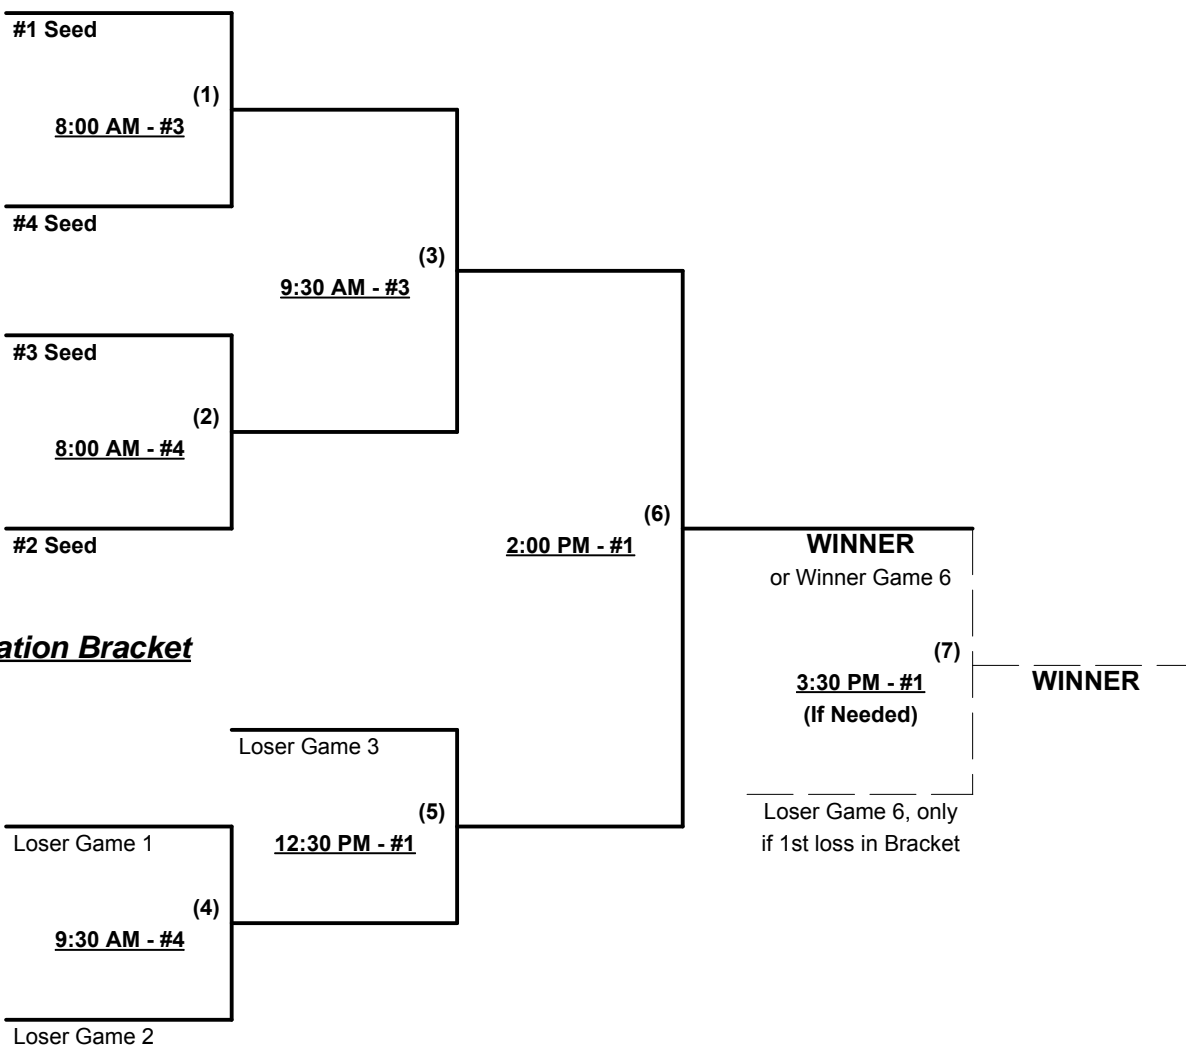 #1 Seed
(1)
8:00 AM - #3
#4 Seed
(3)
9:30 AM - #3
#3 Seed
(2)
8:00 AM - #4
#2 Seed
(6)
2:00 PM - #1
WINNER
or Winner Game 6
(7)
3:30 PM - #1
(If Needed)
WINNER
Loser Game 6, only
if 1st loss in Bracket
Bracket
Loser Game 3
(5)
12:30 PM - #1
Loser Game 1
(4)
9:30 AM - #4
Loser Game 2